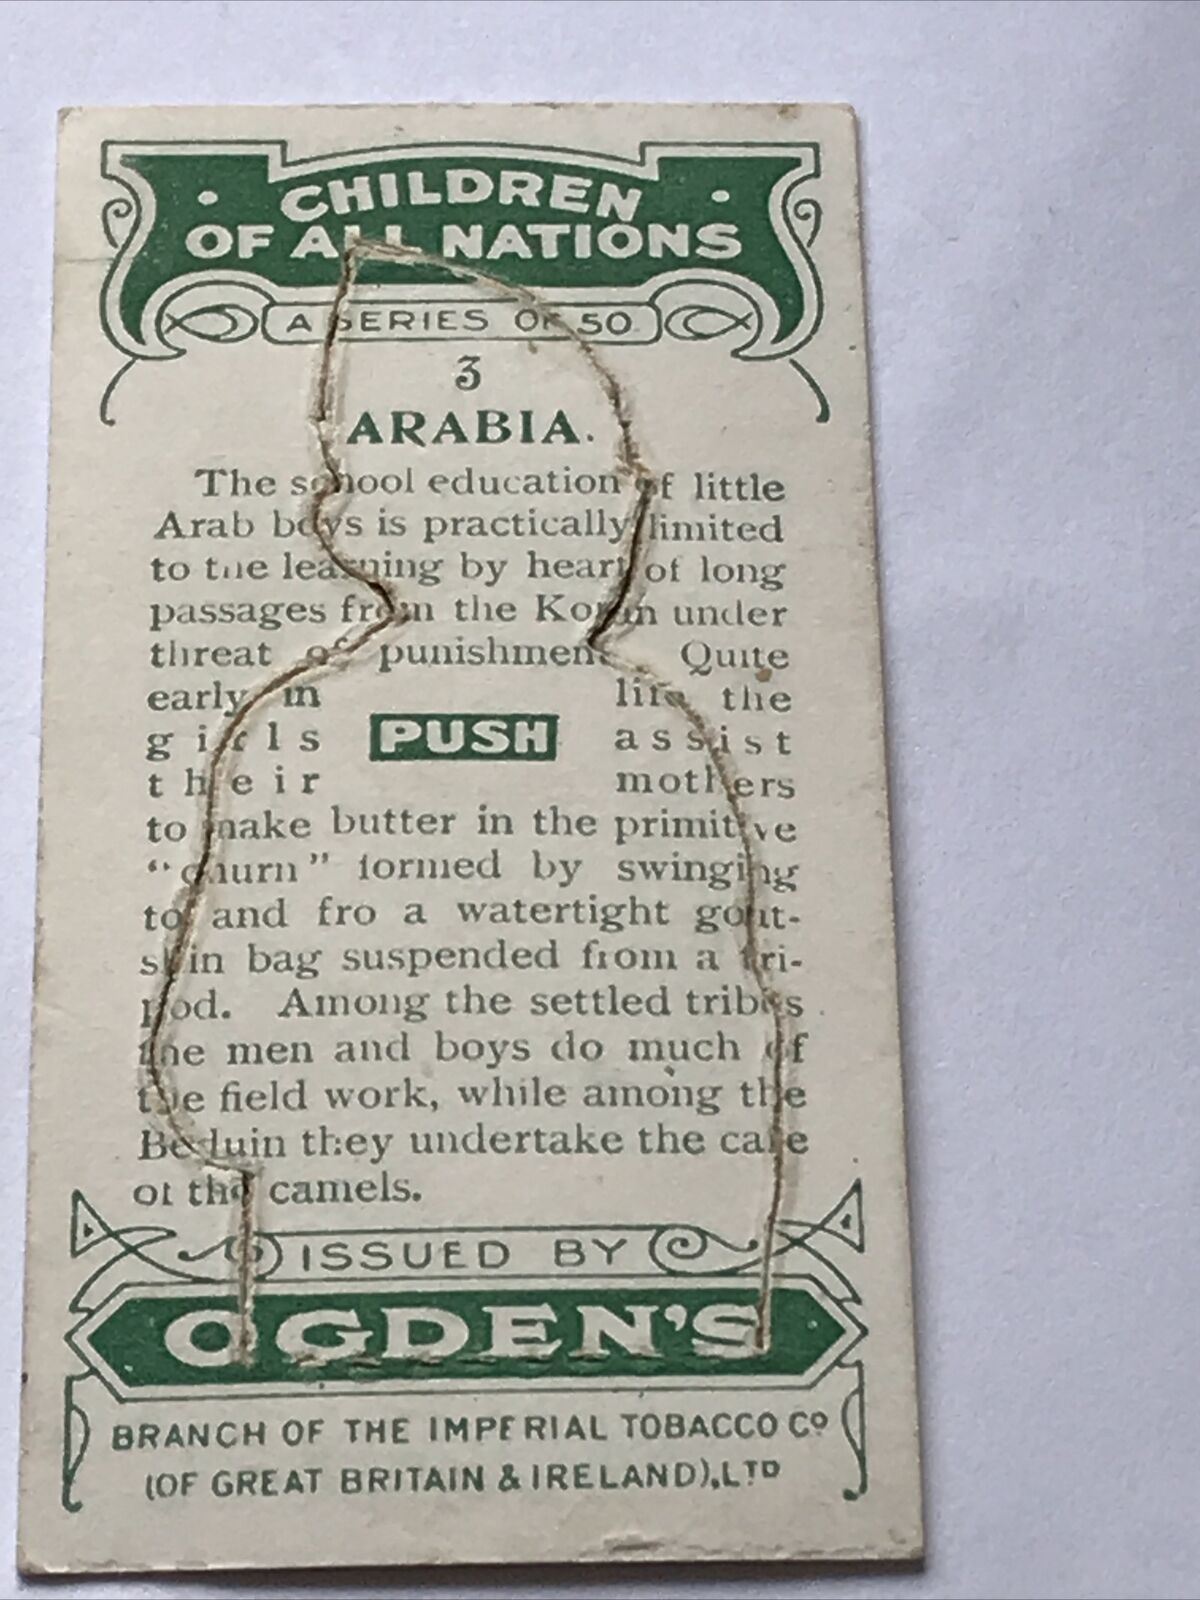 CHILDREN
OF ALL NATIONS
A SERIES OF 50
3
ARABIA.
The school education of little
Arab boys is practically limited
to the learning by heart of long
passages from the Koran under
threat of punishment. Quite
early in life the
girls assist
their mothers
PUSH
to make butter in the primitive
“churn” formed by swinging
to and fro a watertight goat-
skin bag suspended from a tri-
pod. Among the settled tribes
the men and boys do much of
the field work, while among the
Beduin they undertake the care
of the camels.
ISSUED BY
OGDEN'S
BRANCH OF THE IMPERIAL TOBACCO Cº
(OF GREAT BRITAIN & IRELAND), LTD